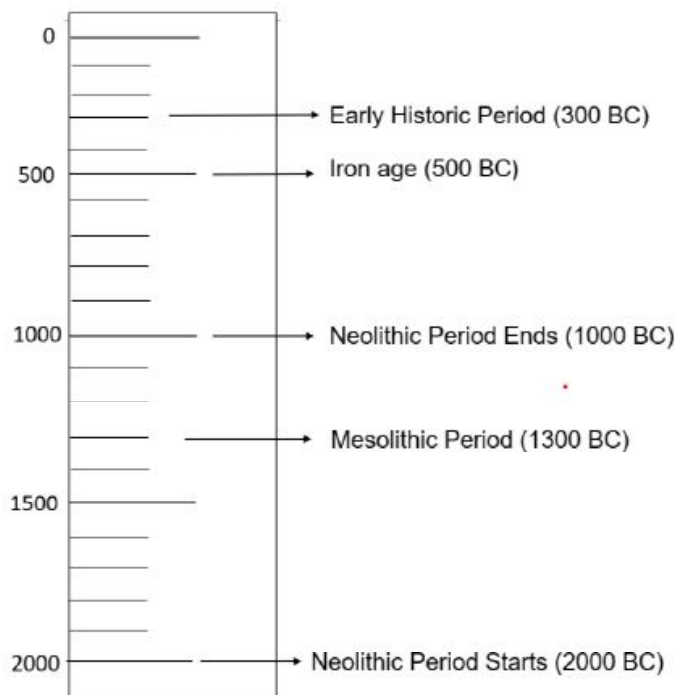 0
Early Historic Period (300 BC)
500
Iron age (500 BC)
1000
Neolithic Period Ends (1000 BC)
Mesolithic Period (1300 BC)
1500
2000
Neolithic Period Starts (2000 BC)